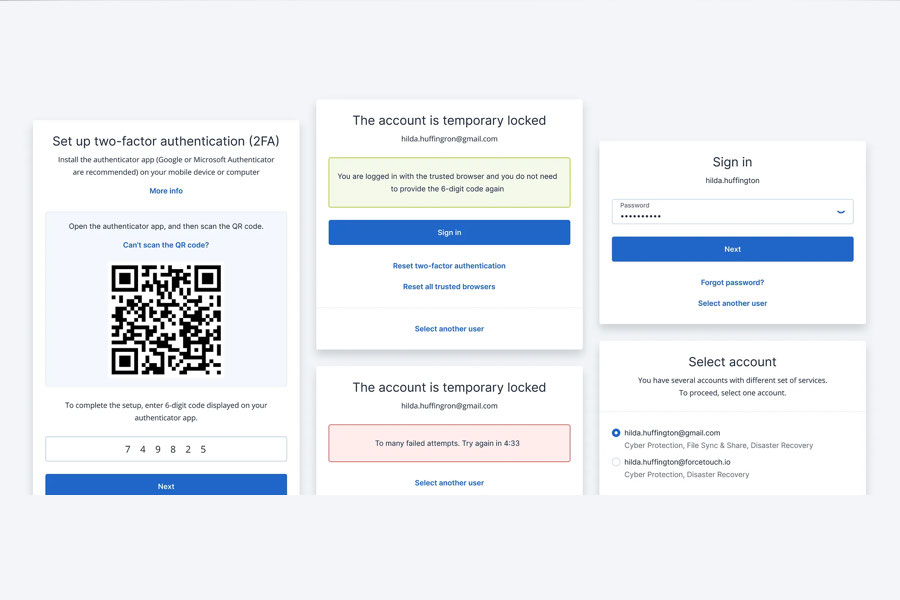 Set up two-factor authentication (2FA)
Install the authenticator app (Google or Microsoft Authenticator
are recommended) on your mobile device or computer
More info
Open the authenticator app, and then scan the QR code.
Can't scan the QR code?
To complete the setup, enter 6-digit code displayed on your
authenticator app.
7 4 9 8 2 5
Next
The account is temporary locked
hilda.huffingron@gmail.com
You are logged in with the trusted browser and you do not need
to provide the 6-digit code again
Sign in
Reset two-factor authentication
Reset all trusted browsers
Select another user
The account is temporary locked
hilda.huffingron@gmail.com
To many failed attempts. Try again in 4:33
Select another user
Sign in
hilda.huffington
Password
••••••••••
Next
Forgot password?
Select another user
Select account
You have several accounts with different set of services.
To proceed, select one account.
hilda.huffington@gmail.com
Cyber Protection, File Sync & Share, Disaster Recovery
hilda.huffington@forcetouch.io
Cyber Protection, Disaster Recovery